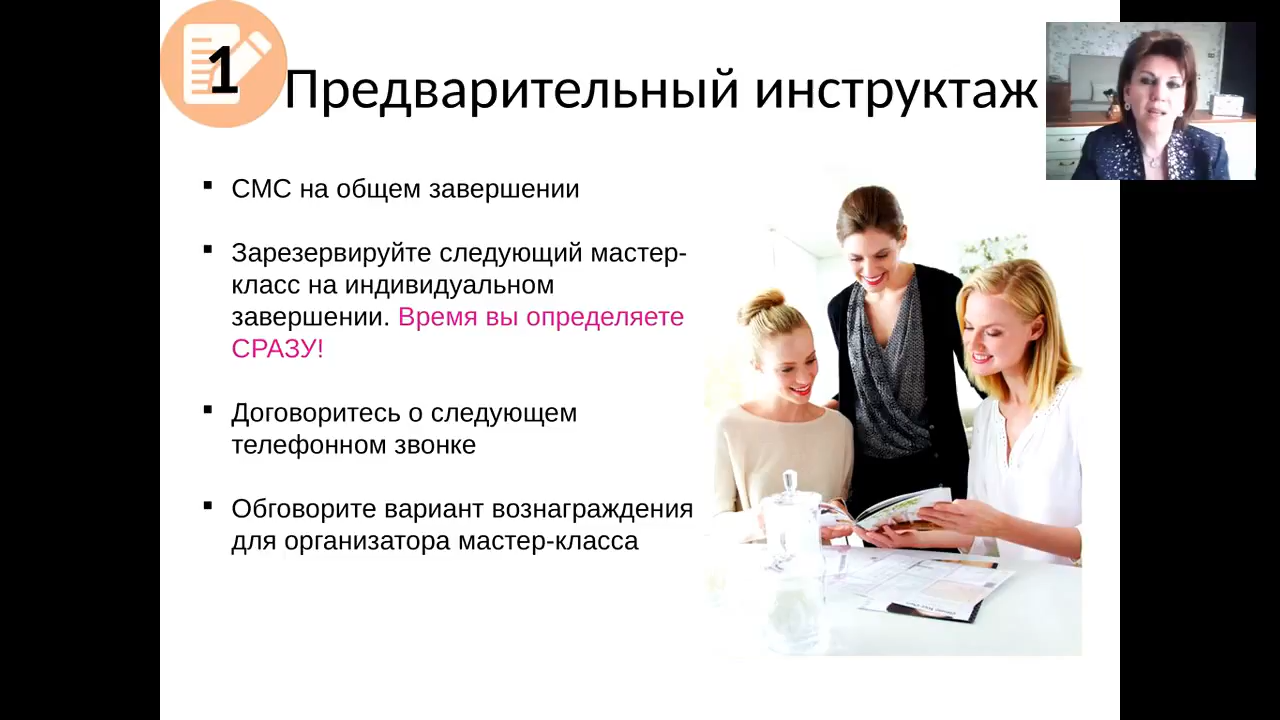 1
Предварительный инструктаж
СМС на общем завершении
Зарезервируйте следующий мастер-
класс на индивидуальном
завершении. Время вы определяете
СРАЗУ!
Договоритесь о следующем
телефонном звонке
Обговорите вариант вознаграждения
для организатора мастер-класса